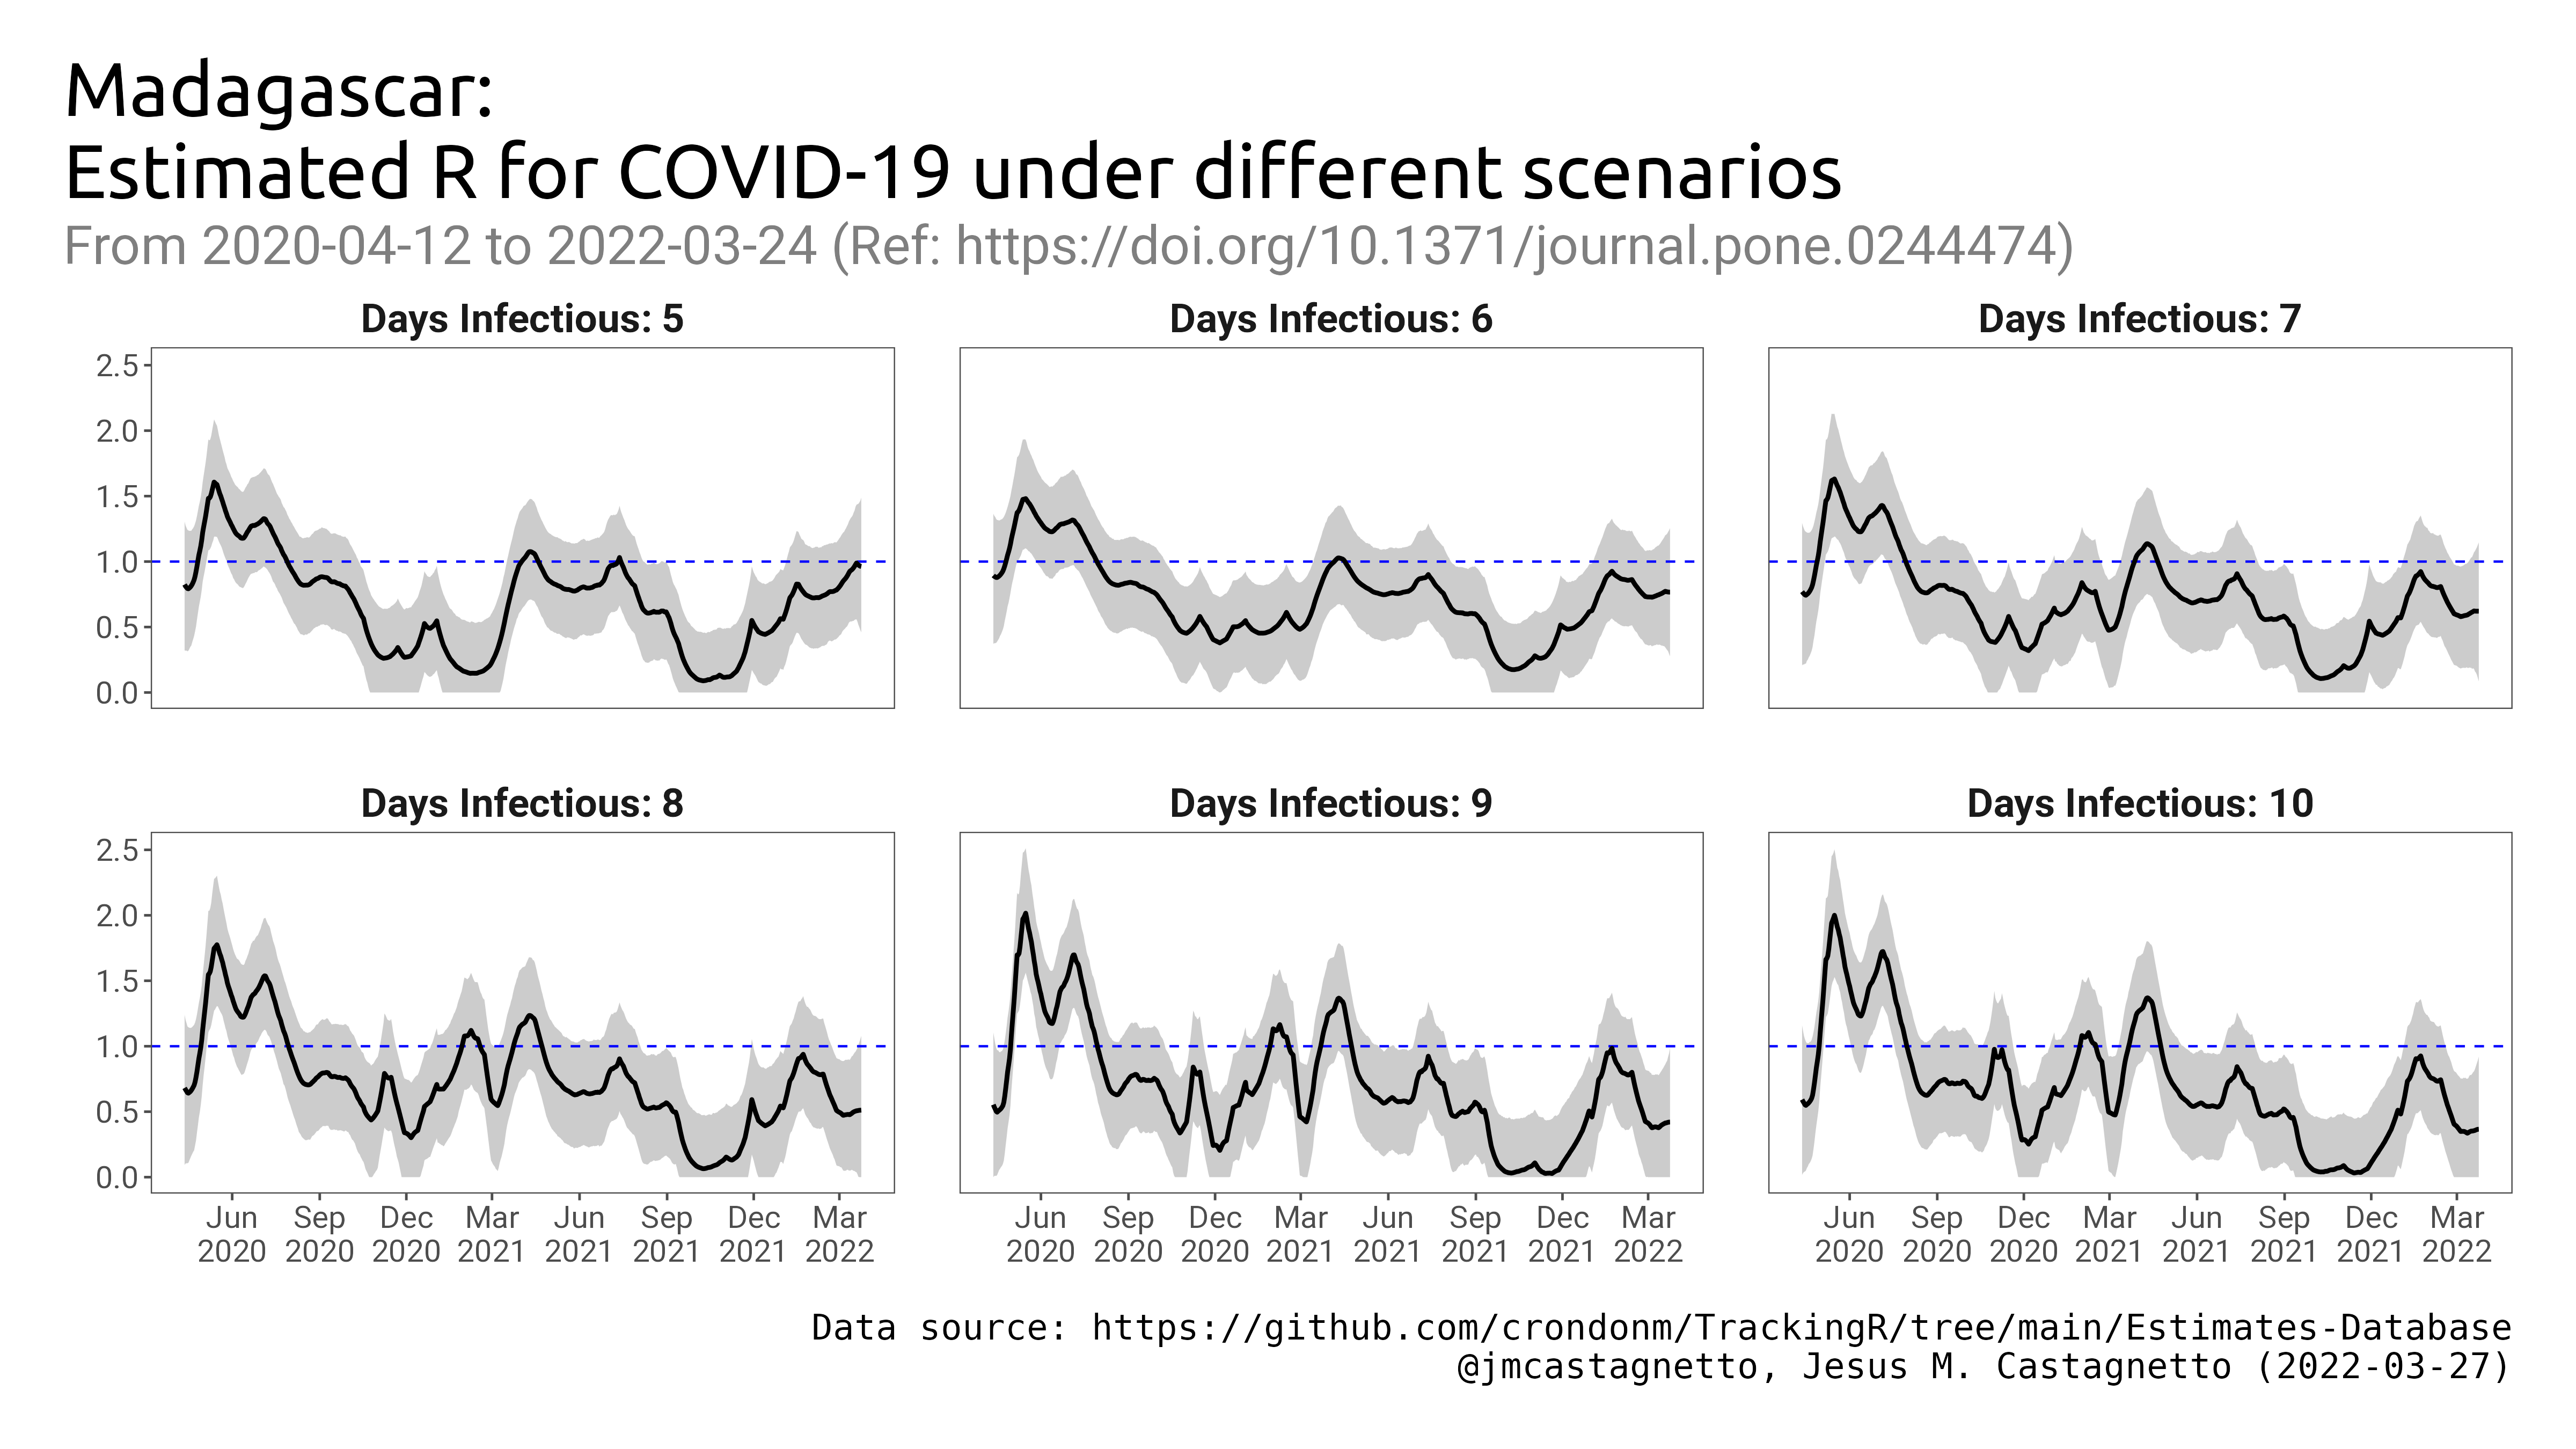 Madagascar:
Estimated R for COVID-19 under different scenarios
From 2020-04-12 to 2022-03-24 (Ref: https://doi.org/10.1371/journal.pone.0244474)
Days Infectious: 5
Days Infectious: 6
Days Infectious: 7
2.5
2.0
1.5
1.0
0.5
0.0
Days Infectious: 8
Days Infectious: 9
Days Infectious: 10
2.5
2.0
1.5
1.0
0.5
0.0
Jun Sep Dec Mar Jun Sep Dec Mar
2020 2020 2020 2021 2021 2021 2021 2022
Jun Sep Dec Mar Jun Sep Dec Mar
2020 2020 2020 2021 2021 2021 2021 2022
Jun Sep Dec Mar Jun Sep Dec Mar
2020 2020 2020 2021 2021 2021 2021 2022
Data source: https://github.com/crondonm/TrackingR/tree/main/Estimates-Database
@jmcastagnetto, Jesus M. Castagnetto (2022-03-27)